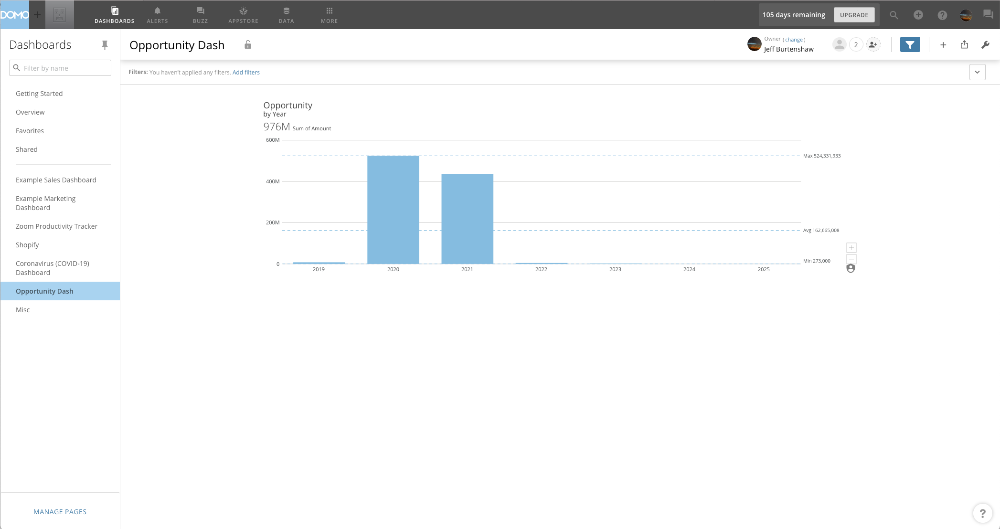 DOMO
DASHBOARDS
ALERTS
BUZZ
APPSTORE
DATA
MORE
105 days remaining
UPGRADE
Dashboards
Filter by name
Getting Started
Overview
Favorites
Shared
Example Sales Dashboard
Example Marketing
Dashboard
Zoom Productivity Tracker
Shopify
Coronavirus (COVID-19)
Dashboard
Opportunity Dash
Misc
MANAGE PAGES
Opportunity Dash
Owner (change)
Jeff Burtenshaw
2
Filters: You haven't applied any filters. Add filters
Opportunity
by Year
976M Sum of Amount
600M
Max 524,331,933
400M
200M
Avg 162,665,008
Min 273,000
0
2019
2020
2021
2022
2023
2024
2025
?